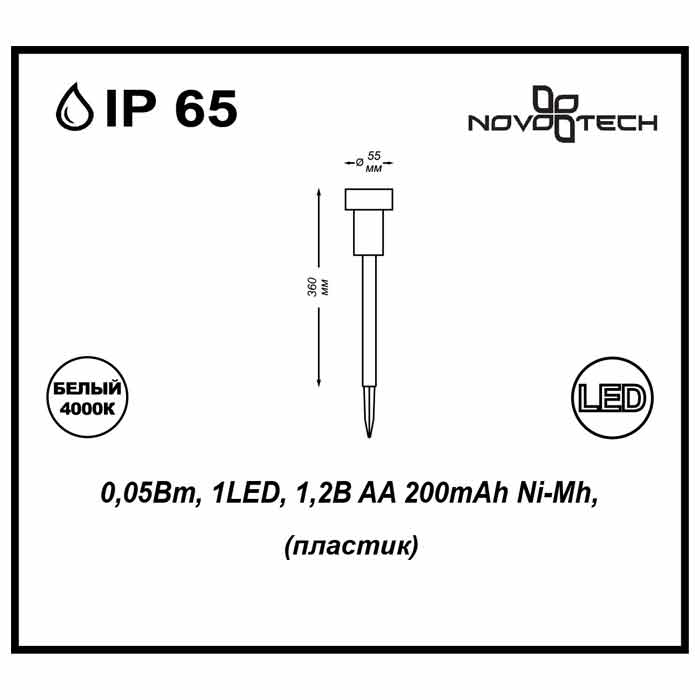 IP 65
NOVOTECH
ø 55
мм
360
мм
БЕЛЫЙ
4000К
LED
0,05Вт, 1LED, 1,2В АА 200mAh Ni-Mh,
(пластик)